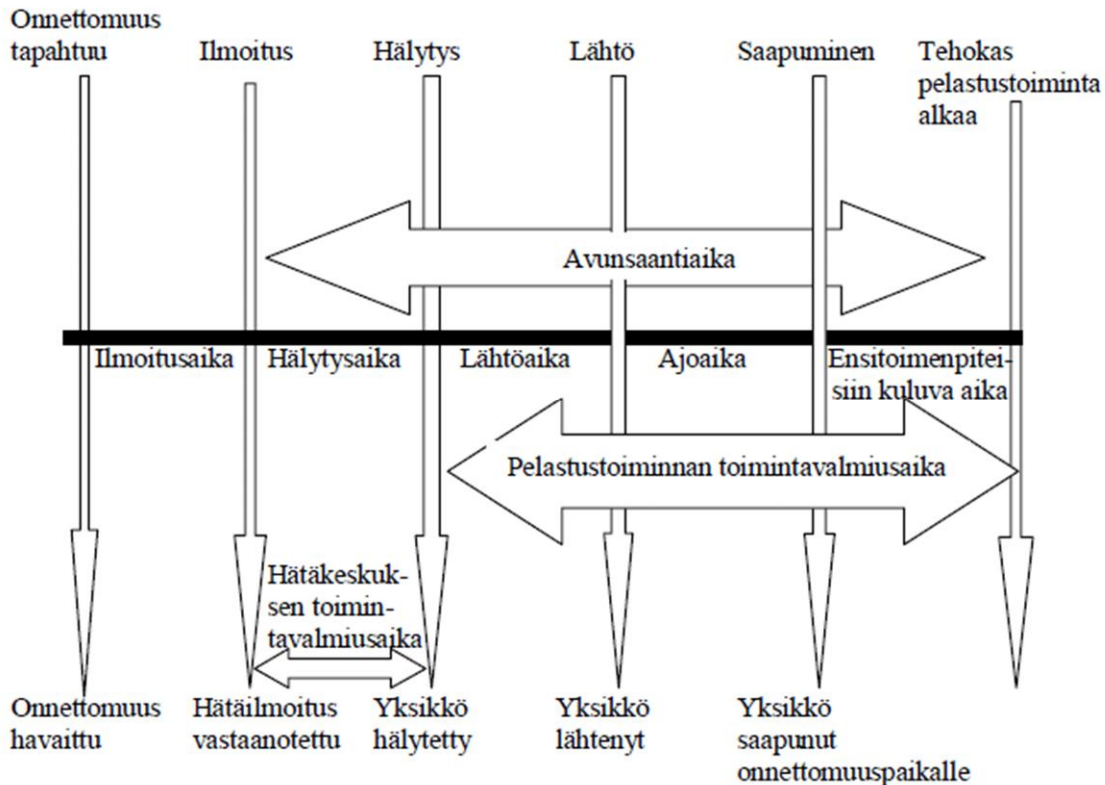 Onnettomuus
tapahtuu
Ilmoitus
Hälytys
Lähtö
Saapuminen
Tehokas
pelastustoiminta
alkaa
Avunsaantiaika
Ilmoitusaika
Hälytysaika
Lähtöaika
Ajoaika
Ensitoimenpitei-
siin kuluva aika
Pelastustoiminnan toimintavalmiusaika
Hätäkeskuk-
sen toimin-
tavalmiusaika
Onnettomuus
havaittu
Hätäilmoitus
vastaanotettu
Yksikkö
hälytetty
Yksikkö
lähtenyt
Yksikkö
saapunut
onnettomuuspaikalle